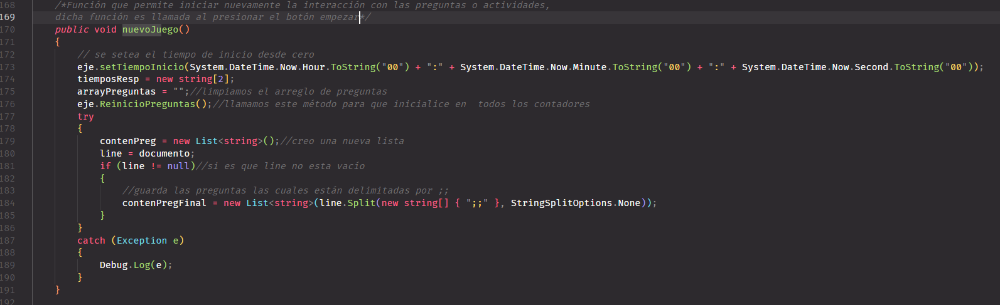 168 /*Función que permite iniciar nuevamente la interacción con las preguntas o actividades,
169 dicha función es llamada al presionar el botón empezar*/
170 public void nuevoJuego()
171 {
172 // se setea el tiempo de inicio desde cero
173 eje.setTiempoInicio(System.DateTime.Now.Hour.ToString("00") + ":" + System.DateTime.Now.Minute.ToString("00") + ":" + System.DateTime.Now.Second.ToString("00"));
174 tiemposResp = new string[2];
175 arrayPreguntas = "";//limpiamos el arreglo de preguntas
176 eje.ReinicioPreguntas();//llamamos este método para que inicialice en  todos los contadores
177 try
178 {
179 contenPreg = new List<string>();//creo una nueva lista
180 line = documento;
181 if (line != null)//si es que line no esta vacío
182 {
183 //guarda las preguntas las cuales están delimitadas por ;;
184 contenPregFinal = new List<string>(line.Split(new string[] { ";;" }, StringSplitOptions.None));
185 }
186 }
187 catch (Exception e)
188 {
189 Debug.Log(e);
190 }
191 }
192